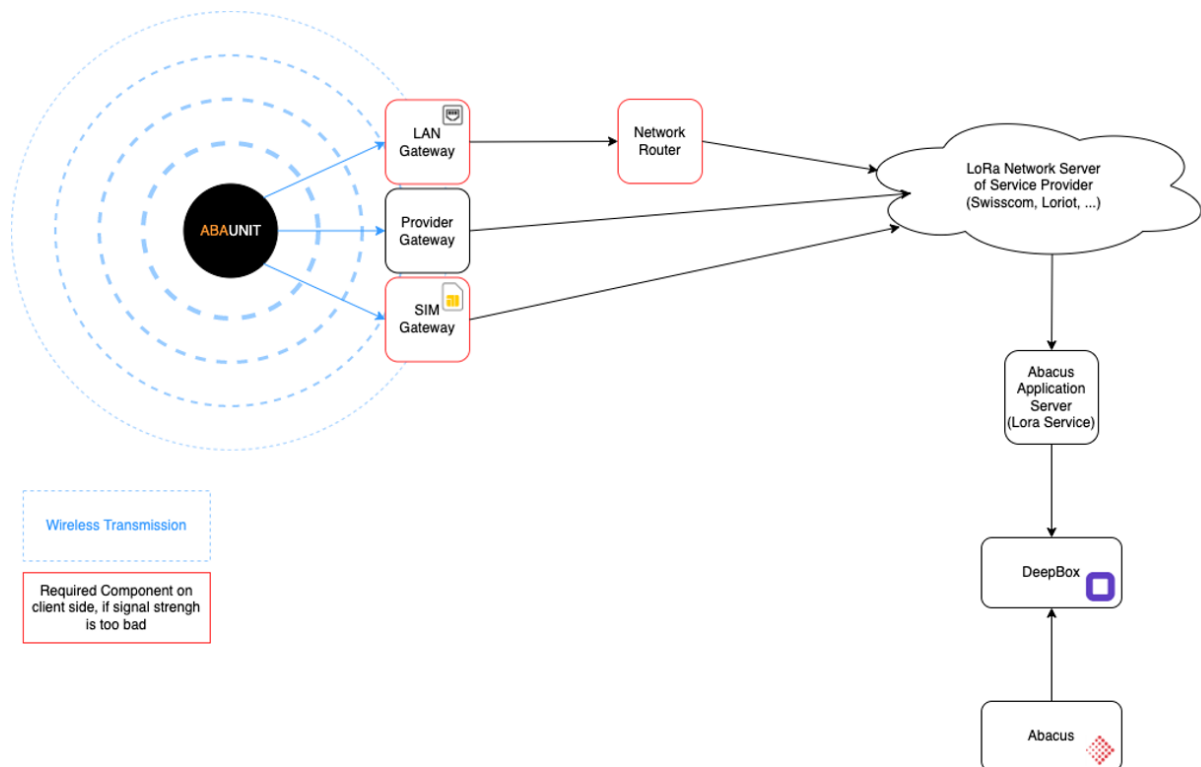 ABAUNIT
LAN
Gateway
Network
Router
Provider
Gateway
SIM
Gateway
LoRa Network Server
of Service Provider
(Swisscom, Loriot, ...)
Abacus
Application
Server
(Lora Service)
Wireless Transmission
Required Component on
client side, if signal strengh
is too bad
DeepBox
Abacus